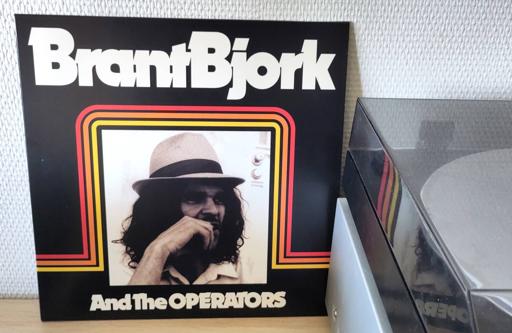 BrantBjork
And The OPERATORS